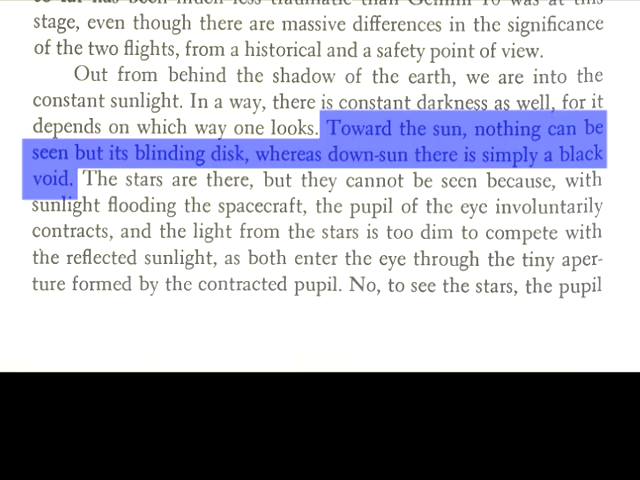 stage, even though there are massive differences in the significance
of the two flights, from a historical and a safety point of view.
Out from behind the shadow of the earth, we are into the
constant sunlight. In a way, there is constant darkness as well, for it
depends on which way one looks. Toward the sun, nothing can be
seen but its blinding disk, whereas down-sun there is simply a black
void. The stars are there, but they cannot be seen because, with
sunlight flooding the spacecraft, the pupil of the eye involuntarily
contracts, and the light from the stars is too dim to compete with
the reflected sunlight, as both enter the eye through the tiny aper-
ture formed by the contracted pupil. No, to see the stars, the pupil